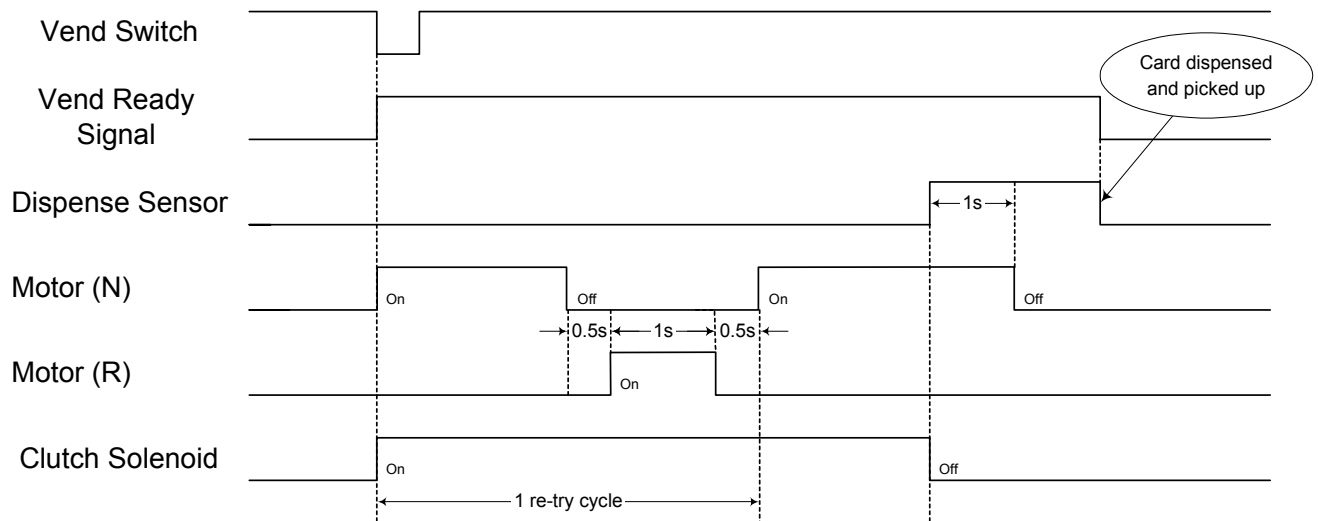 Vend Switch
Card dispensed
and picked up
Vend Ready
Signal
Dispense Sensor
1s
Motor (N)
On
Off
On
Off
0.5s
1s
0.5s
Motor (R)
On
Clutch Solenoid
On
Off
1 re-try cycle